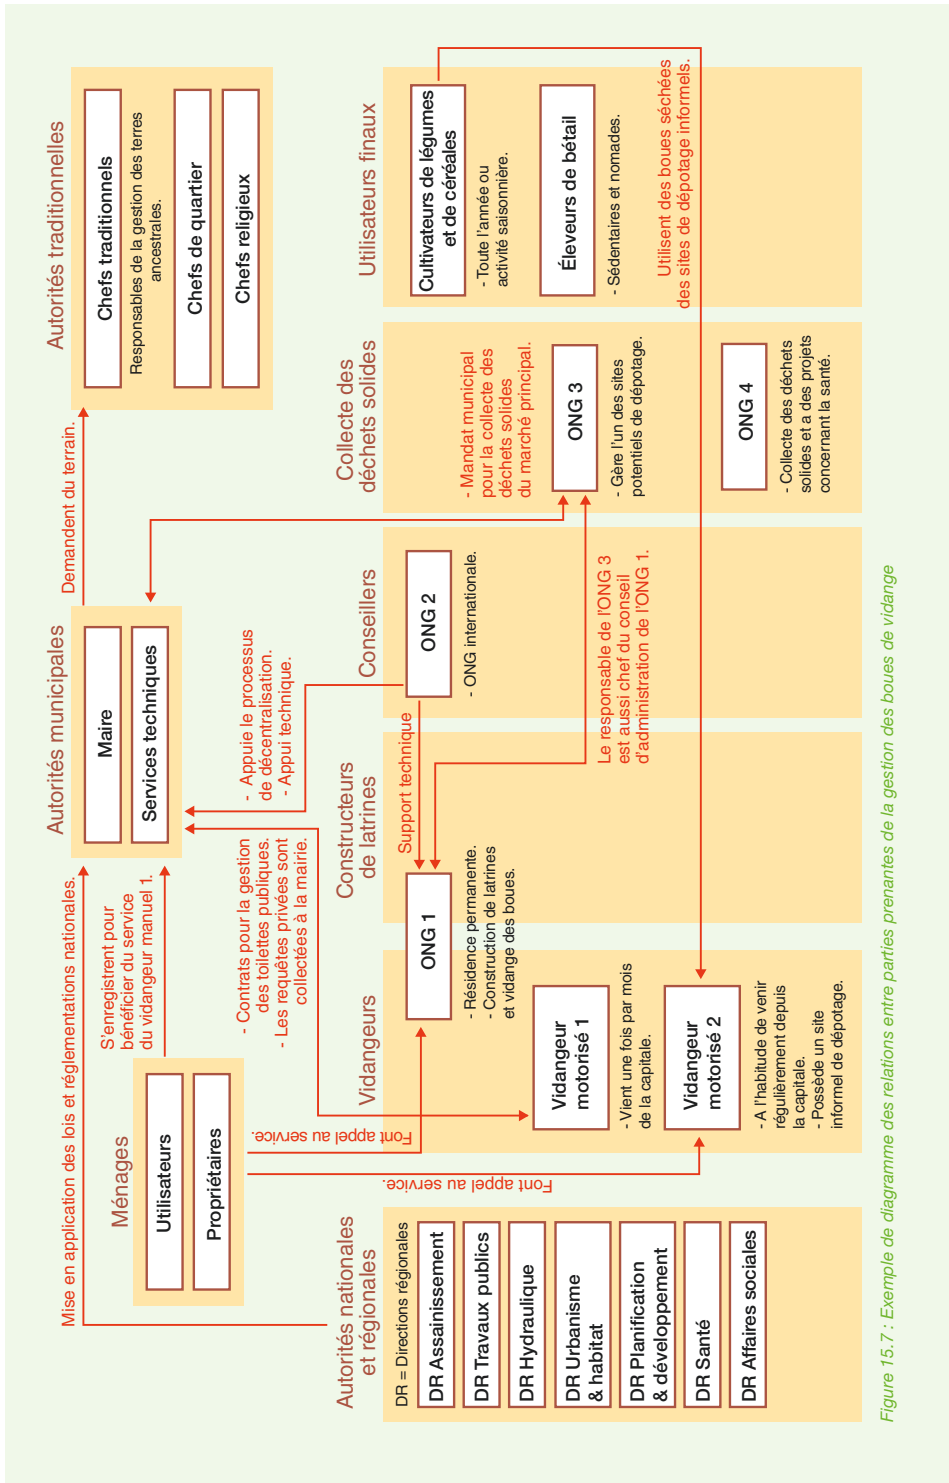 Mise en application des lois et réglementations nationales.
Ménages
Utilisateurs
Propriétaires
S'enregistrent pour
bénéficier du service
du vidangeur manuel 1.
Autorités municipales
Maire
Services techniques
Demandent du terrain.
Autorités traditionnelles
Chefs traditionnels
Responsables de la gestion des terres
ancestrales.
Chefs de quartier
Chefs religieux
Font appel au service.
Font appel au service.
- Contrats pour la gestion
des toilettes publiques.
- Les requêtes privées sont
collectées à la mairie.
- Appuie le processus
de décentralisation.
- Appui technique.
Autorités nationales
et régionales
DR = Directions régionales
DR Assainissement
DR Travaux publics
DR Hydraulique
DR Urbanisme
& habitat
DR Planification
& développement
DR Santé
DR Affaires sociales
Vidangeurs
ONG 1
- Résidence permanente.
- Construction de latrines
et vidange des boues.
Vidangeur
motorisé 1
- Vient une fois par mois
de la capitale.
Vidangeur
motorisé 2
- A l'habitude de venir
régulièrement depuis
la capitale.
- Possède un site
informel de dépotage.
Constructeurs
de latrines
Support technique
Conseillers
ONG 2
- ONG internationale.
Le responsable de l'ONG 3
est aussi chef du conseil
d'administration de l'ONG 1.
Collecte des
déchets solides
- Mandat municipal
pour la collecte des
déchets solides
du marché principal.
ONG 3
- Gère l'un des sites
potentiels de dépotage.
ONG 4
- Collecte des déchets
solides et a des projets
concernant la santé.
Utilisateurs finaux
Cultivateurs de légumes
et de céréales
- Toute l'année ou
activité saisonnière.
Éleveurs de bétail
- Sédentaires et nomades.
Utilisent des boues séchées
des sites de dépotage informels.
Figure 15.7 : Exemple de diagramme des relations entre parties prenantes de la gestion des boues de vidange